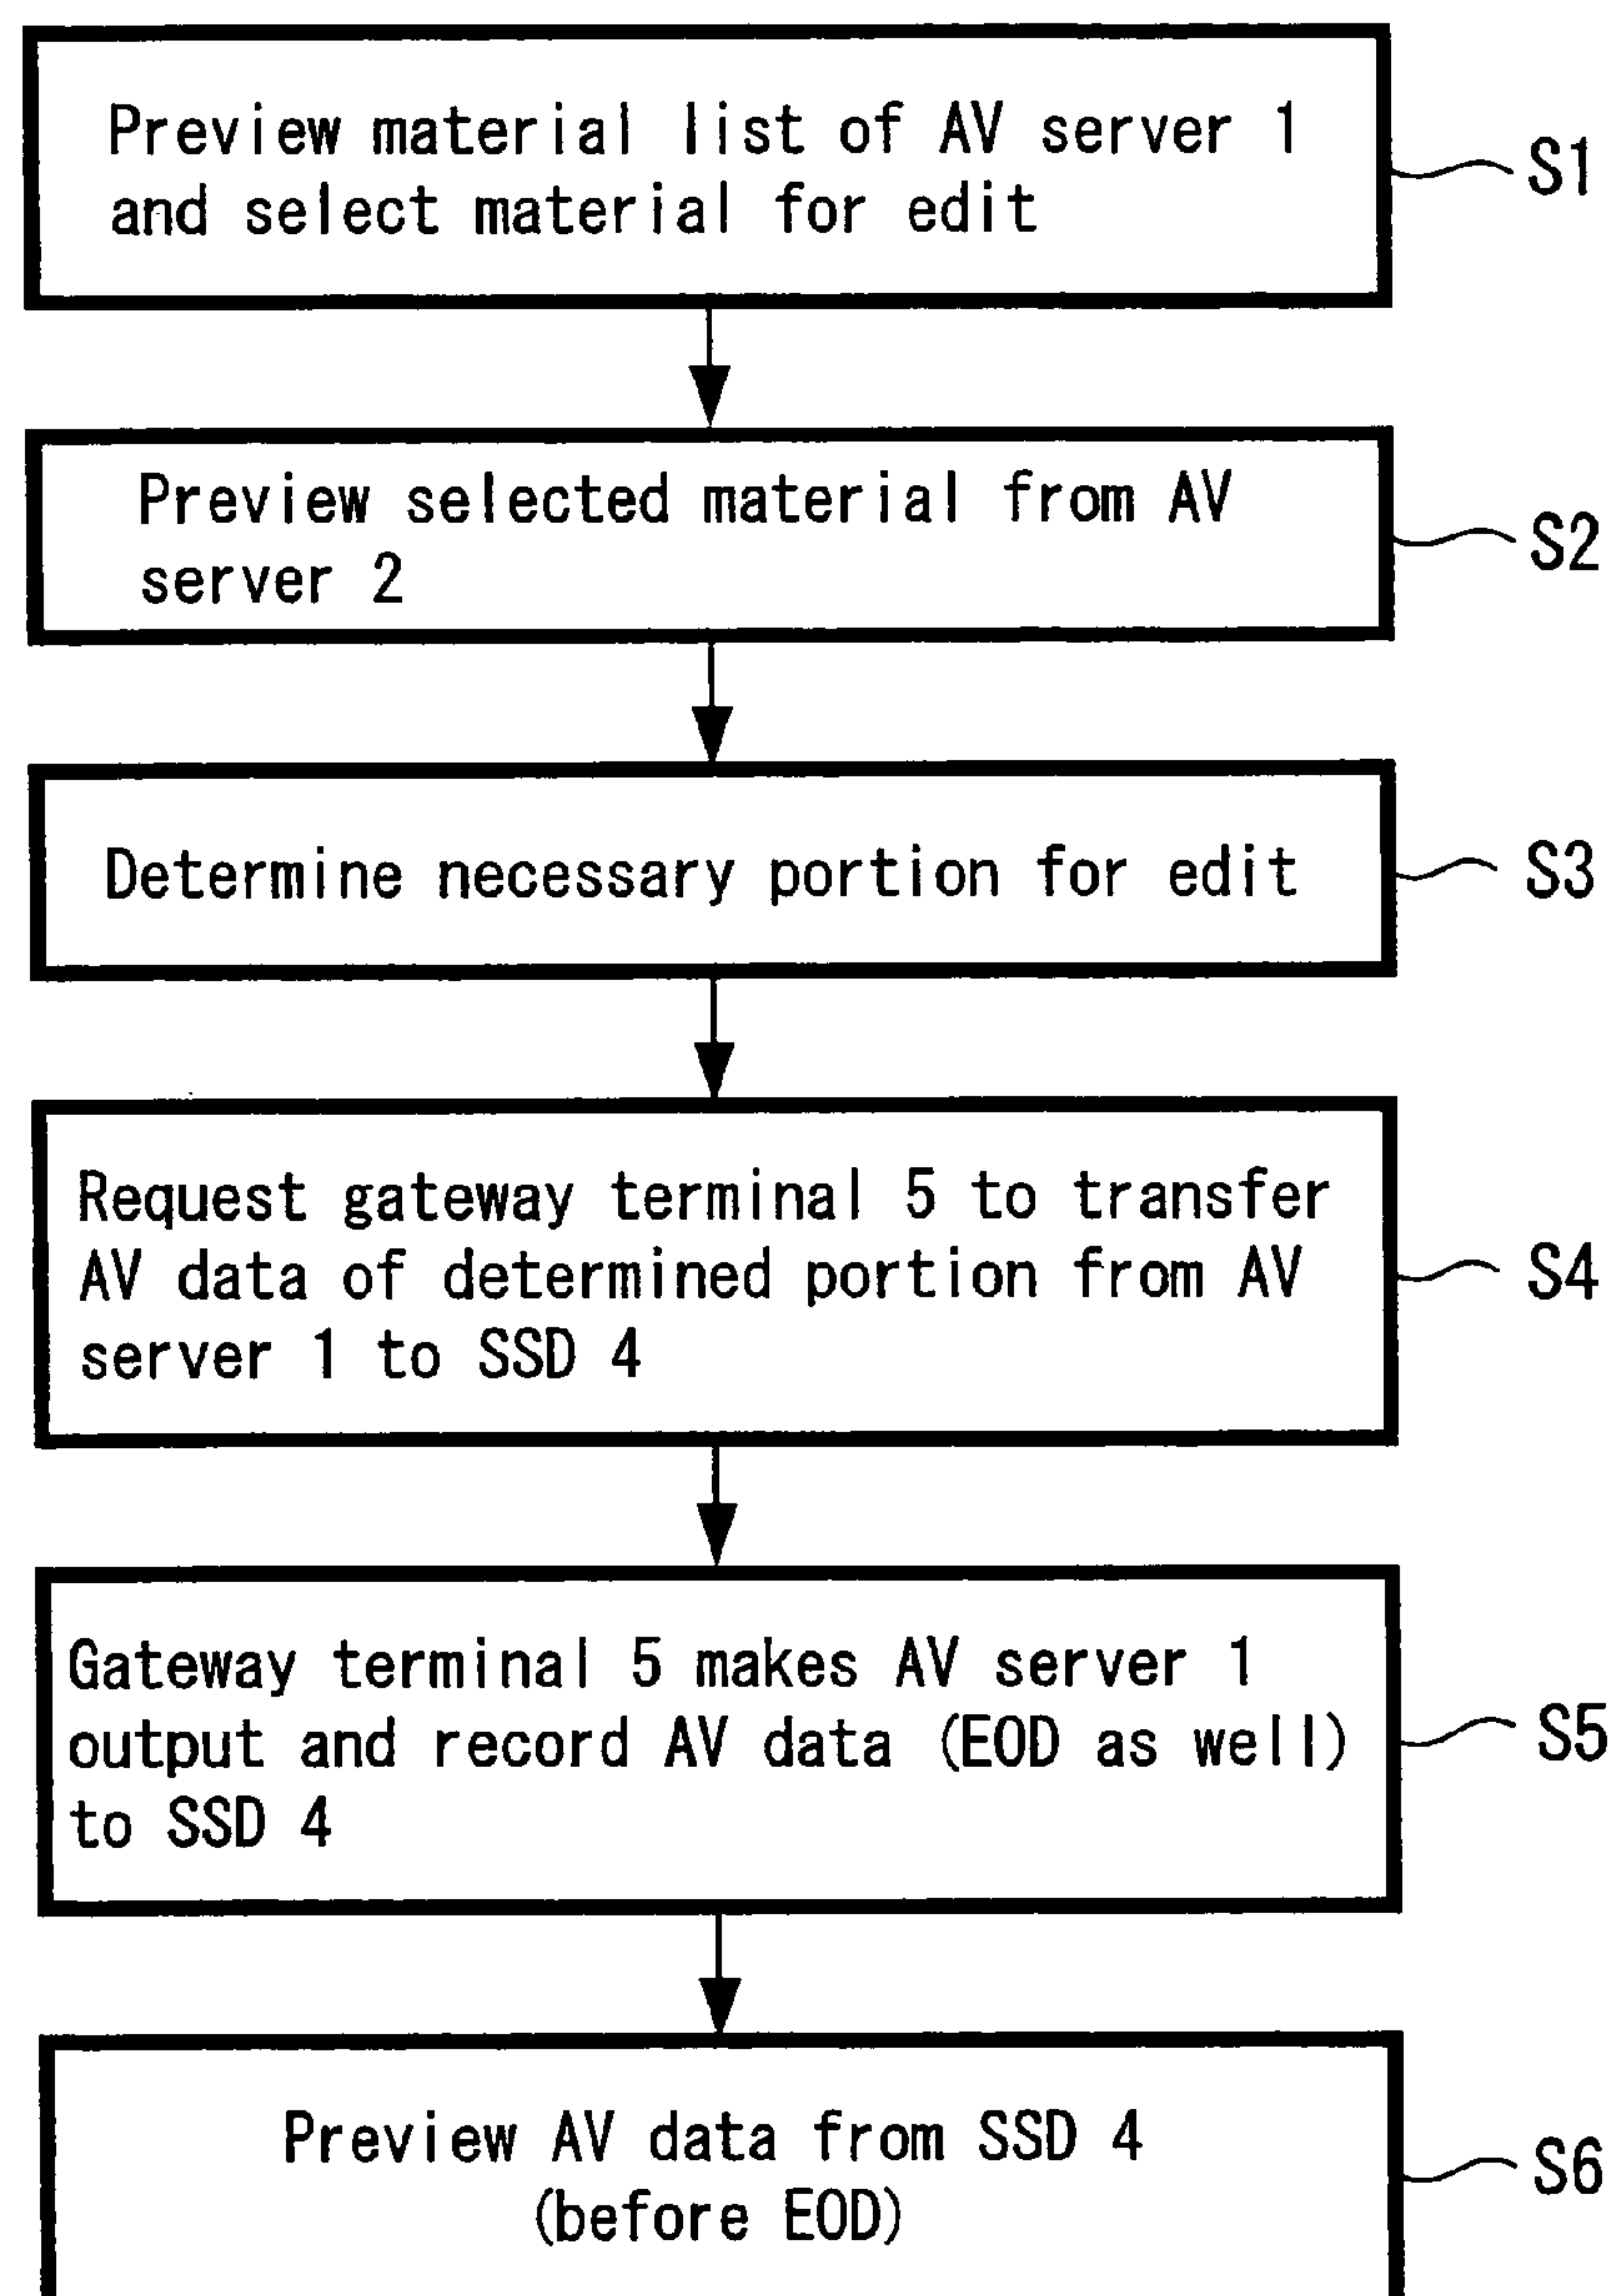 Preview material list of AV server 1
and select material for edit
S1
Preview selected material from AV
server 2
S2
Determine necessary portion for edit
S3
Request gateway terminal 5 to transfer
AV data of determined portion from AV
server 1 to SSD 4
S4
Gateway terminal 5 makes AV server 1
output and record AV data (EOD as well)
to SSD 4
S5
Preview AV data from SSD 4
(before EOD)
S6